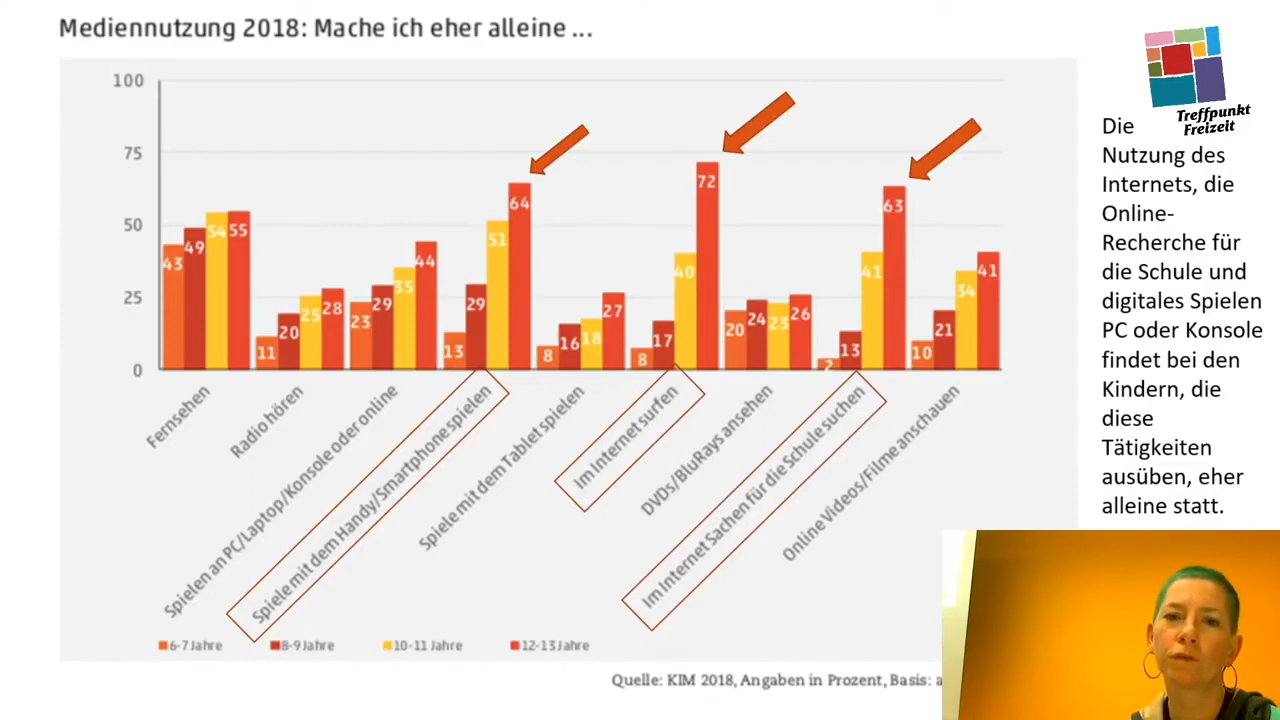 Mediennutzung 2018: Mache ich eher alleine ...
100
75
50
25
0
43
49
54
55
11
20
25
28
23
29
35
44
13
29
51
64
8
16
18
27
8
17
40
72
20
24
23
26
2
13
41
63
10
21
34
41
Fernsehen
Radio hören
Spielen an PC/Laptop/Konsole oder online
Spiele mit dem Handy/Smartphone spielen
Spiele mit dem Tablet spielen
Im Internet surfen
DVDs/BluRays ansehen
Im Internet Sachen für die Schule suchen
Online Videos/Filme anschauen
6-7 Jahre
8-9 Jahre
10-11 Jahre
12-13 Jahre
Quelle: KIM 2018, Angaben in Prozent, Basis: a
Treffpunkt
Freizeit
Die
Nutzung des
Internets, die
Online-
Recherche für
die Schule und
digitales Spielen
PC oder Konsole
findet bei den
Kindern, die
diese
Tätigkeiten
ausüben, eher
alleine statt.